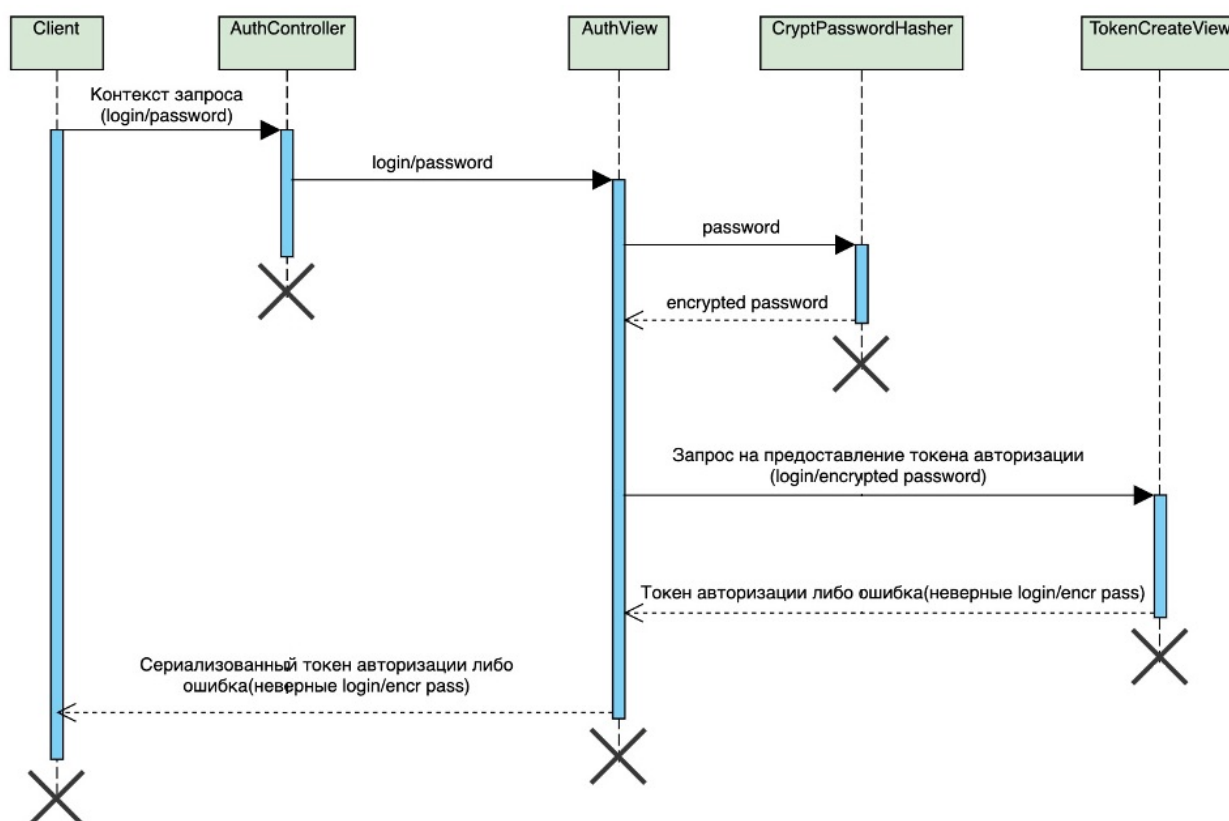 Client
AuthController
AuthView
CryptPasswordHasher
TokenCreateView
Контекст запроса
(login/password)
login/password
password
encrypted password
Запрос на предоставление токена авторизации
(login/encrypted password)
Токен авторизации либо ошибка(неверные login/encr pass)
Сериализованный токен авторизации либо
ошибка(неверные login/encr pass)